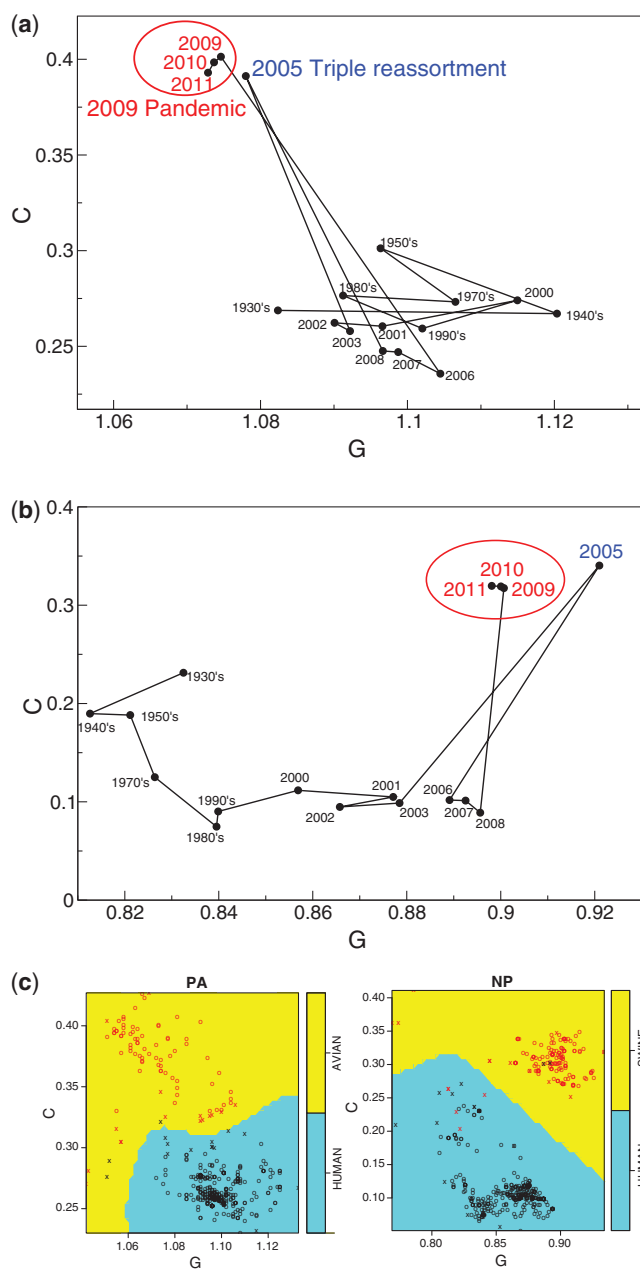 (a)
0.4
0.35
0.3
0.25
C
2009
2010
2011
2009 Pandemic
2005 Triple reassortment
1950's
1980's
1970's
2000
1930's
1940's
2002
2001
1990's
2003
2008
2007
2006
1.06
1.08
1.1
1.12
G
(b)
0.4
0.3
0.2
0.1
0
C
2005
2010
2011
2009
1930's
1940's
1950's
1970's
1980's
1990's
2000
2001
2002
2003
2006
2007
2008
0.82
0.84
0.86
0.88
0.9
0.92
G
(c)
PA
0.40
0.35
0.30
0.25
C
1.06
1.08
1.10
1.12
G
AVIAN
HUMAN
NP
0.40
0.35
0.30
0.25
0.20
0.15
0.10
C
0.80
0.85
0.90
G